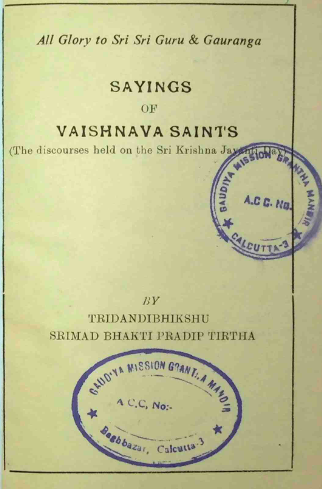 All Glory to Sri Sri Guru & Gauranga
SAYINGS
OF
VAISHNAVA SAINTS
(The discourses held on the Sri Krishna Jayanti Day)
GAUDIYA MISSION GRANTHA MANDIR
A.C.C. No.
CALCUTTA-3
BY
TRIDANDIBHIKSHU
SRIMAD BHAKTI PRADIP TIRTHA
GAUDIYA MISSION GRANTHA MANDIR
A C.C, No:-
Baghbazar, Calcutta-3